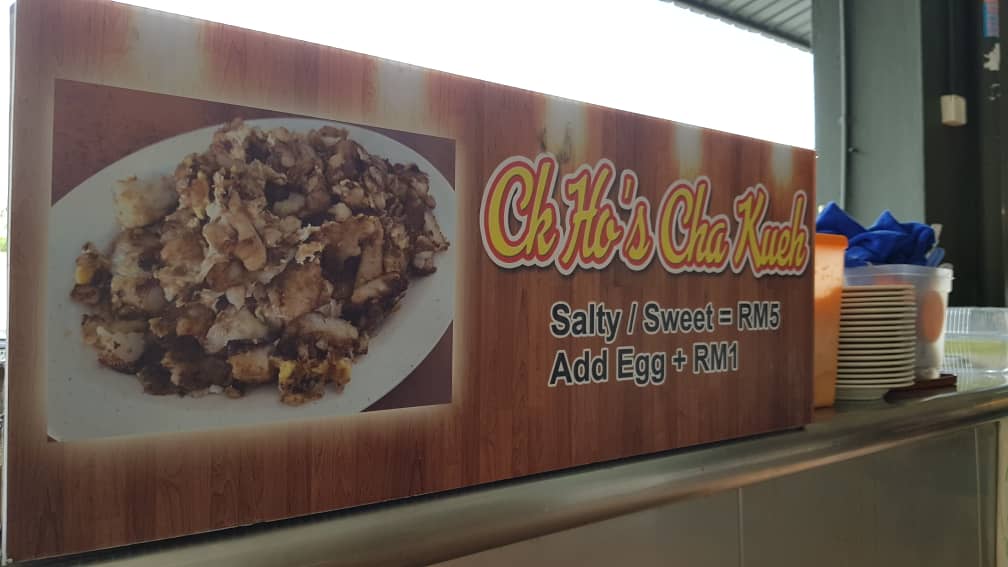 Ck Ho's Cha Kueh
Salty / Sweet = RM5
Add Egg + RM1